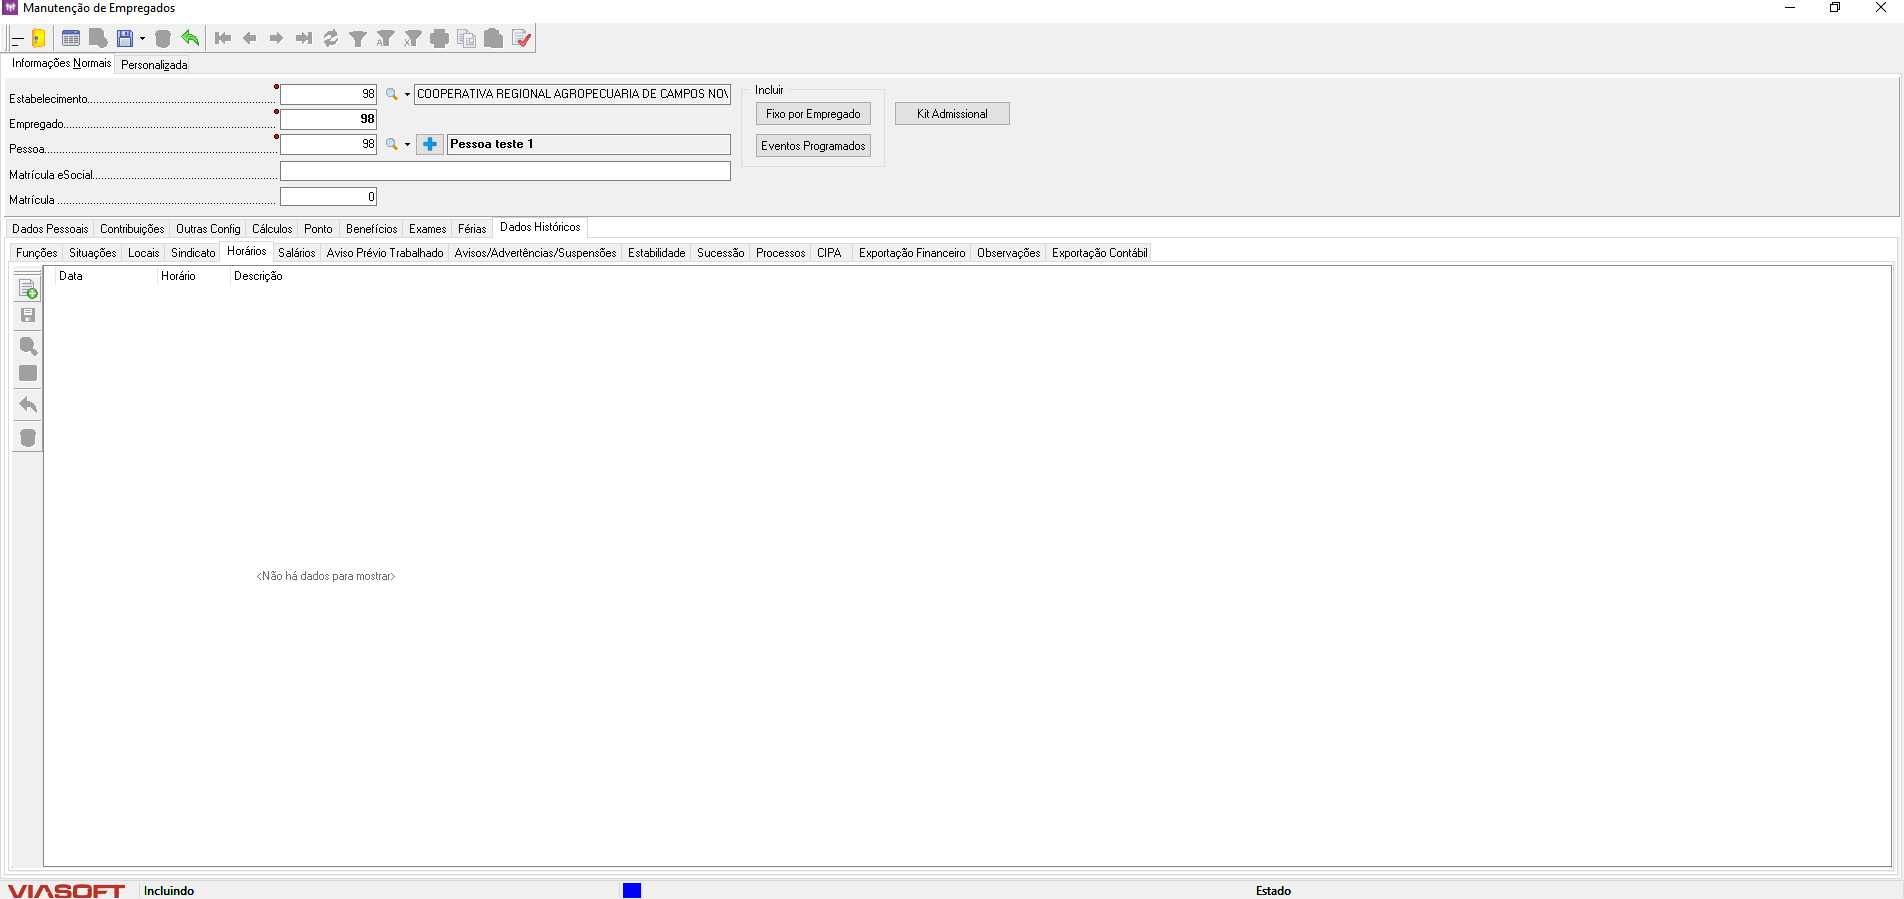 Manutenção de Empregados
Informações Normais Personalizada
Estabelecimento 98 COOPERATIVA REGIONAL AGROPECUARIA DE CAMPOS NOV
Empregado 98
Pessoa 98 Pessoa teste 1
Matrícula eSocial
Matrícula 0
Incluir
Fixo por Empregado
Eventos Programados
Kit Admissional
Dados Pessoais Contribuições Outras Config Cálculos Ponto Benefícios Exames Férias Dados Históricos
Funções Situações Locais Sindicato Horários Salários Aviso Prévio Trabalhado Avisos/Advertências/Suspensões Estabilidade Sucessão Processos CIPA Exportação Financeiro Observações Exportação Contábil
Data Horário Descrição
<Não há dados para mostrar>
VIASOFT Incluindo Estado